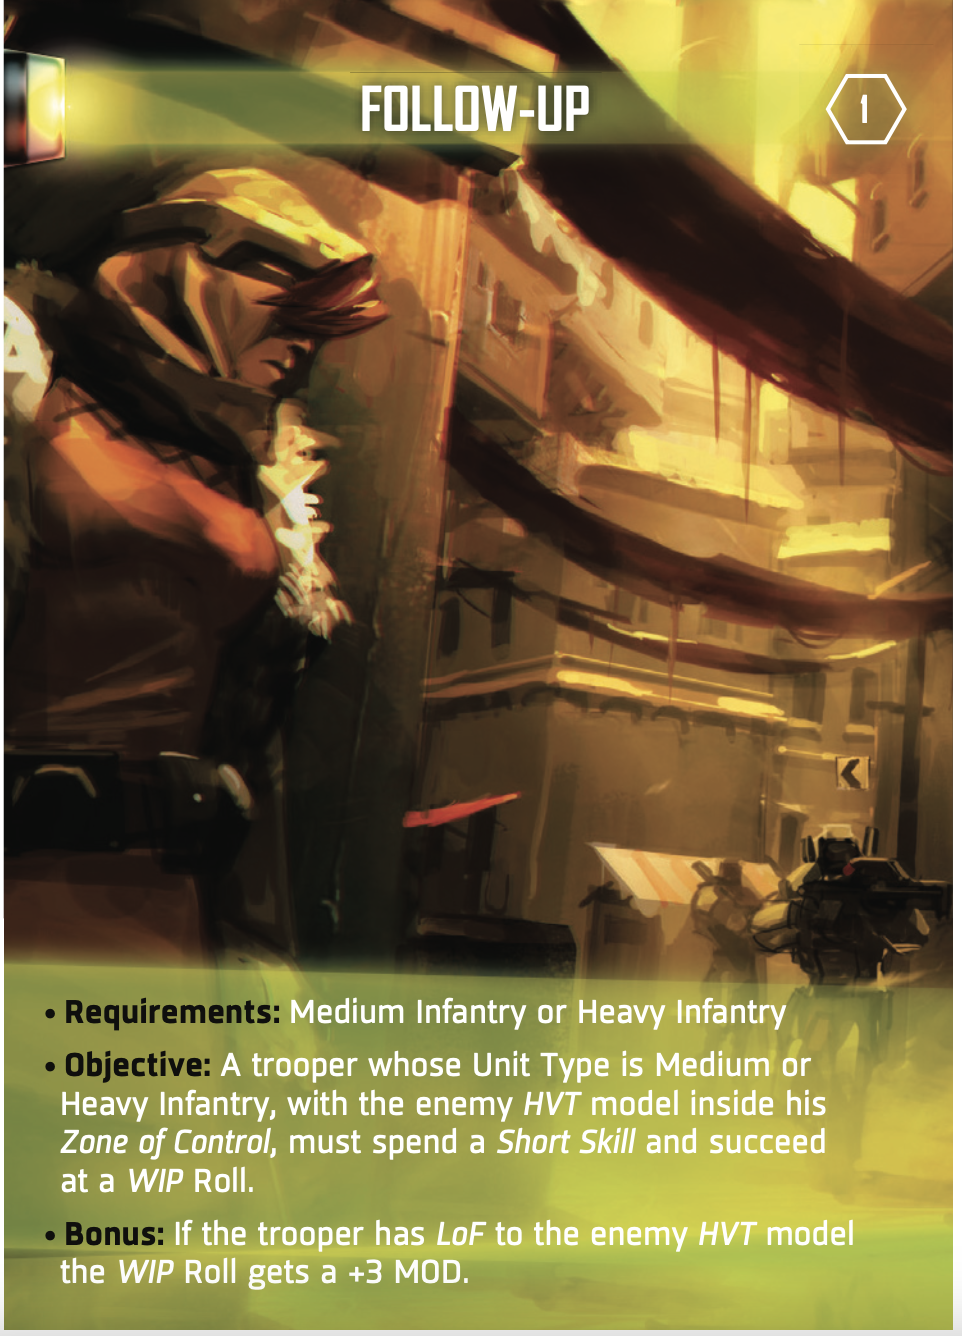 FOLLOW-UP
1
• Requirements: Medium Infantry or Heavy Infantry
• Objective: A trooper whose Unit Type is Medium or
Heavy Infantry, with the enemy HVT model inside his
Zone of Control, must spend a Short Skill and succeed
at a WIP Roll.
• Bonus: If the trooper has LoF to the enemy HVT model
the WIP Roll gets a +3 MOD.